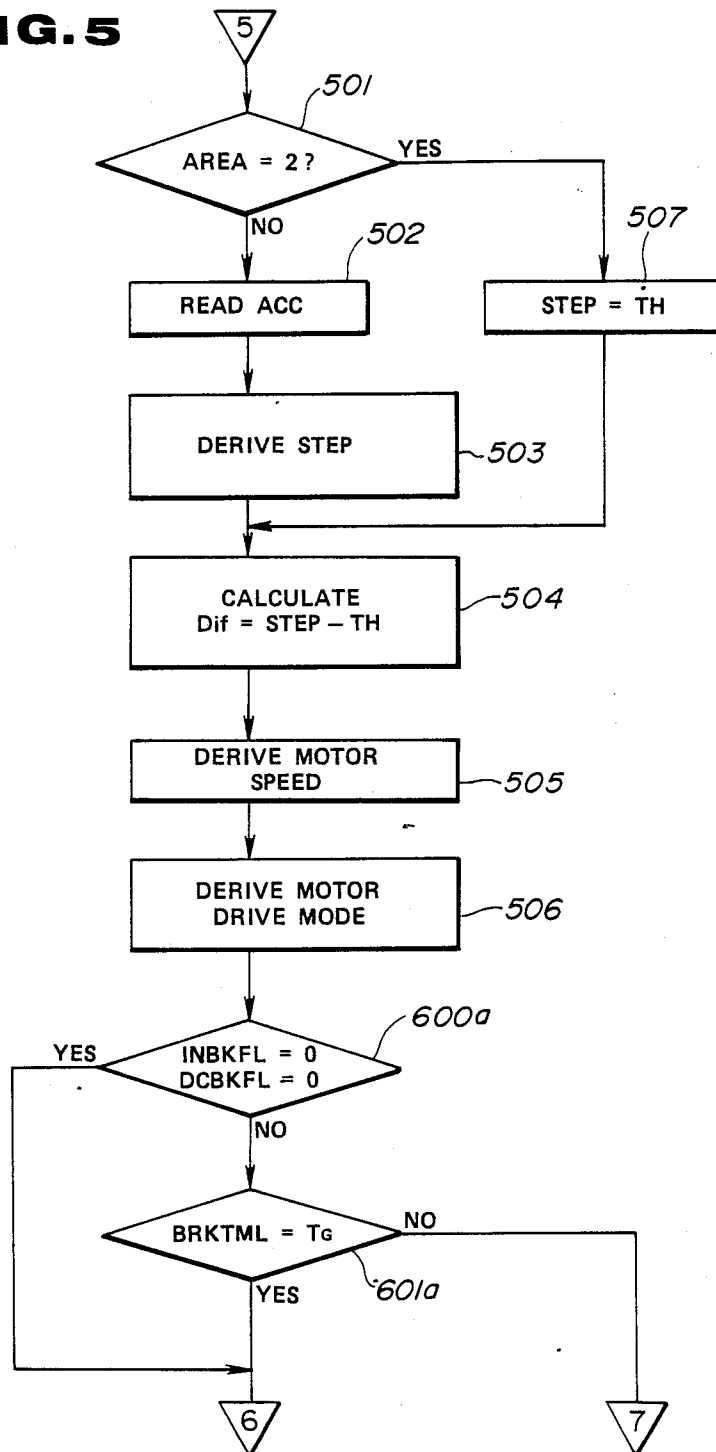 IG.5
5
501
AREA = 2?
YES
NO
502
507
READ ACC
STEP = TH
DERIVE STEP
503
CALCULATE
Dif = STEP – TH
504
DERIVE MOTOR
SPEED
505
DERIVE MOTOR
DRIVE MODE
506
600a
YES
INBKFL = 0
DCBKFL = 0
NO
BRKTML = TG
NO
601a
YES
6
7